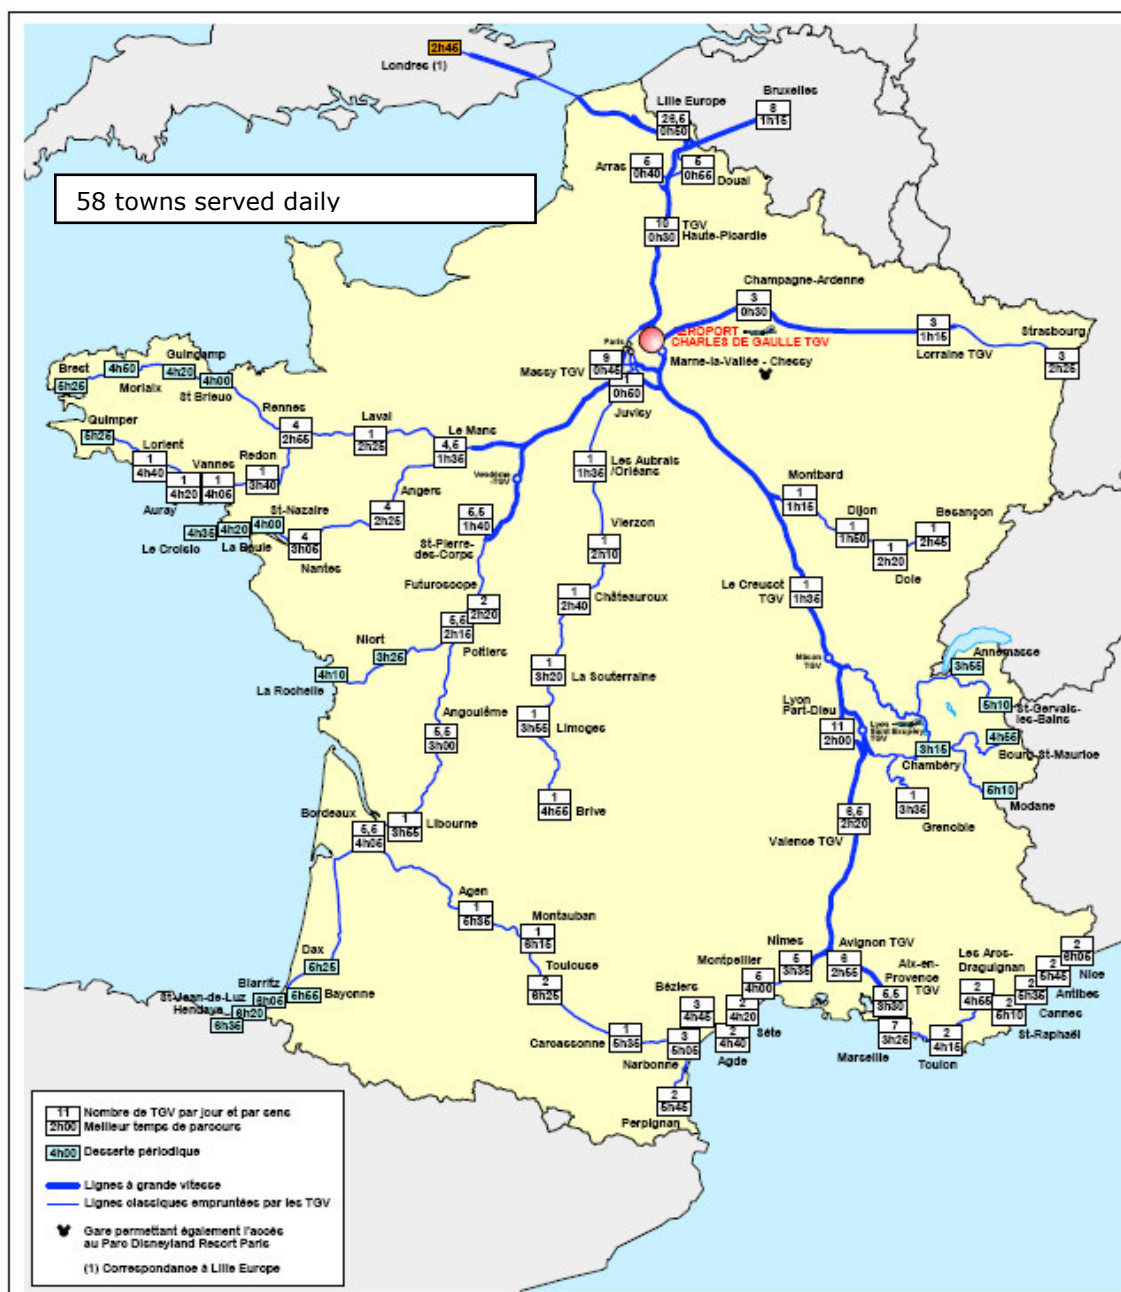 2h45
Londres (1)
Lille Europe
26,5
0h50
Bruxelles
8
1h15
Arras
5
0h40
5
0h55
Douai
58 towns served daily
10
0h30
TGV
Haute-Picardie
Champagne-Ardenne
3
0h30
3
1h15
Lorraine TGV
Strasbourg
3
2h25
Paris
AEROPORT
CHARLES DE GAULLE TGV
Marne-la-Vallée - Chessy
Massy TGV
9
0h45
1
0h50
Juvisy
Brest
5h25
4h50
Morlaix
Guingamp
4h20
4h00
St Brieuc
Quimper
5h25
Lorient
1
4h40
Auray
1
4h20
Vannes
1
4h05
Redon
1
3h40
Rennes
4
2h55
Laval
1
2h25
Le Mans
4,5
1h35
Angers
4
2h25
St-Nazaire
4h00
4h20
La Baule
4h35
Le Croisic
4
3h05
Nantes
Vendôme
TGV
5,5
1h40
St-Pierre-
des-Corps
Futuroscope
2
2h20
5,5
2h15
Poitiers
Niort
3h25
4h10
La Rochelle
Angoulême
5,5
3h00
Bordeaux
5,5
4h05
1
3h55
Libourne
1
1h35
Les Aubrais
/Orléans
Vierzon
1
2h10
1
2h40
Châteauroux
1
3h20
La Souterraine
1
3h55
Limoges
1
4h55
Brive
Montbard
1
1h15
Dijon
1
1h50
1
2h20
Dole
Besançon
1
2h45
Le Creusot
TGV
1
1h35
Mâcon
TGV
Lyon
Part-Dieu
11
2h00
Lyon
Saint Exupéry
TGV
Annemasse
3h55
5h10
St-Gervais-
les-Bains
4h55
Bourg-St-Maurice
3h15
Chambéry
5h10
Modane
1
3h35
Grenoble
6,5
2h20
Valence TGV
Agen
1
5h35
Montauban
1
6h15
Toulouse
2
6h25
Dax
5h25
Biarritz
St-Jean-de-Luz
Hendaye
6h05
6h20
6h35
Bayonne
Carcassonne
1
5h35
Narbonne
3
5h05
Perpignan
2
5h45
Béziers
3
4h45
Agde
2
4h40
Sète
2
4h20
Montpellier
5
4h00
Nîmes
5
3h35
Avignon TGV
6
2h55
Aix-en-
Provence
TGV
5,5
3h30
Marseille
7
3h25
Toulon
2
4h15
Les Arcs-
Draguignan
2
4h55
St-Raphaël
2
5h10
Cannes
2
5h35
Antibes
2
5h45
Nice
2
6h05
11
2h00
Nombre de TGV par jour et par sens
Meilleur temps de parcours
4h00
Desserte périodique
Lignes à grande vitesse
Lignes classiques empruntées par les TGV
Gare permettant également l'accès
au Parc Disneyland Resort Paris
(1) Correspondance à Lille Europe